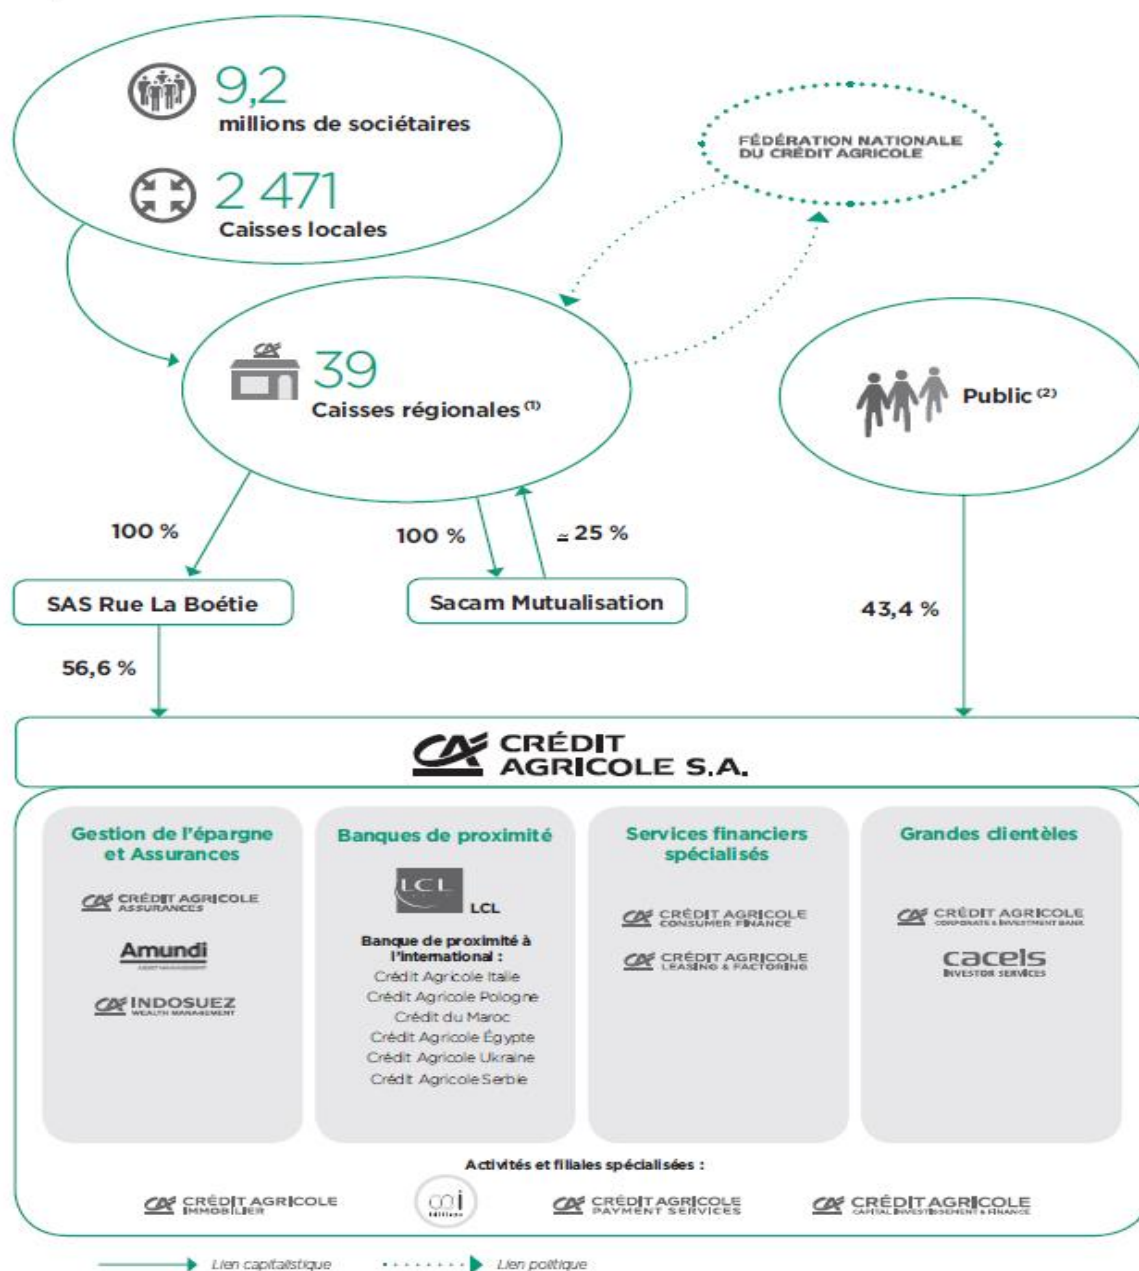 9,2
millions de sociétaires
2 471
Caisses locales
FÉDÉRATION NATIONALE
DU CRÉDIT AGRICOLE
39
Caisses régionales (1)
Public (2)
100 %
100 %
≃ 25 %
SAS Rue La Boétie
Sacam Mutualisation
43,4 %
56,6 %
CRÉDIT
AGRICOLE S.A.
Gestion de l'épargne
et Assurances
CRÉDIT AGRICOLE
ASSURANCES
Amundi
ASSET MANAGEMENT
INDOSUEZ
WEALTH MANAGEMENT
Banques de proximité
LCL
LCL
Banque de proximité à
l'international :
Crédit Agricole Italie
Crédit Agricole Pologne
Crédit du Maroc
Crédit Agricole Égypte
Crédit Agricole Ukraine
Crédit Agricole Serbie
Services financiers
spécialisés
CRÉDIT AGRICOLE
CONSUMER FINANCE
CRÉDIT AGRICOLE
LEASING & FACTORING
Grandes clientèles
CRÉDIT AGRICOLE
CORPORATE & INVESTMENT BANK
caceis
INVESTOR SERVICES
Activités et filiales spécialisées :
CRÉDIT AGRICOLE
IMMOBILIER
éditions
CRÉDIT AGRICOLE
PAYMENT SERVICES
CRÉDIT AGRICOLE
CAPITAL INVESTISSEMENT & FINANCE
Lien capitalistique
Lien politique